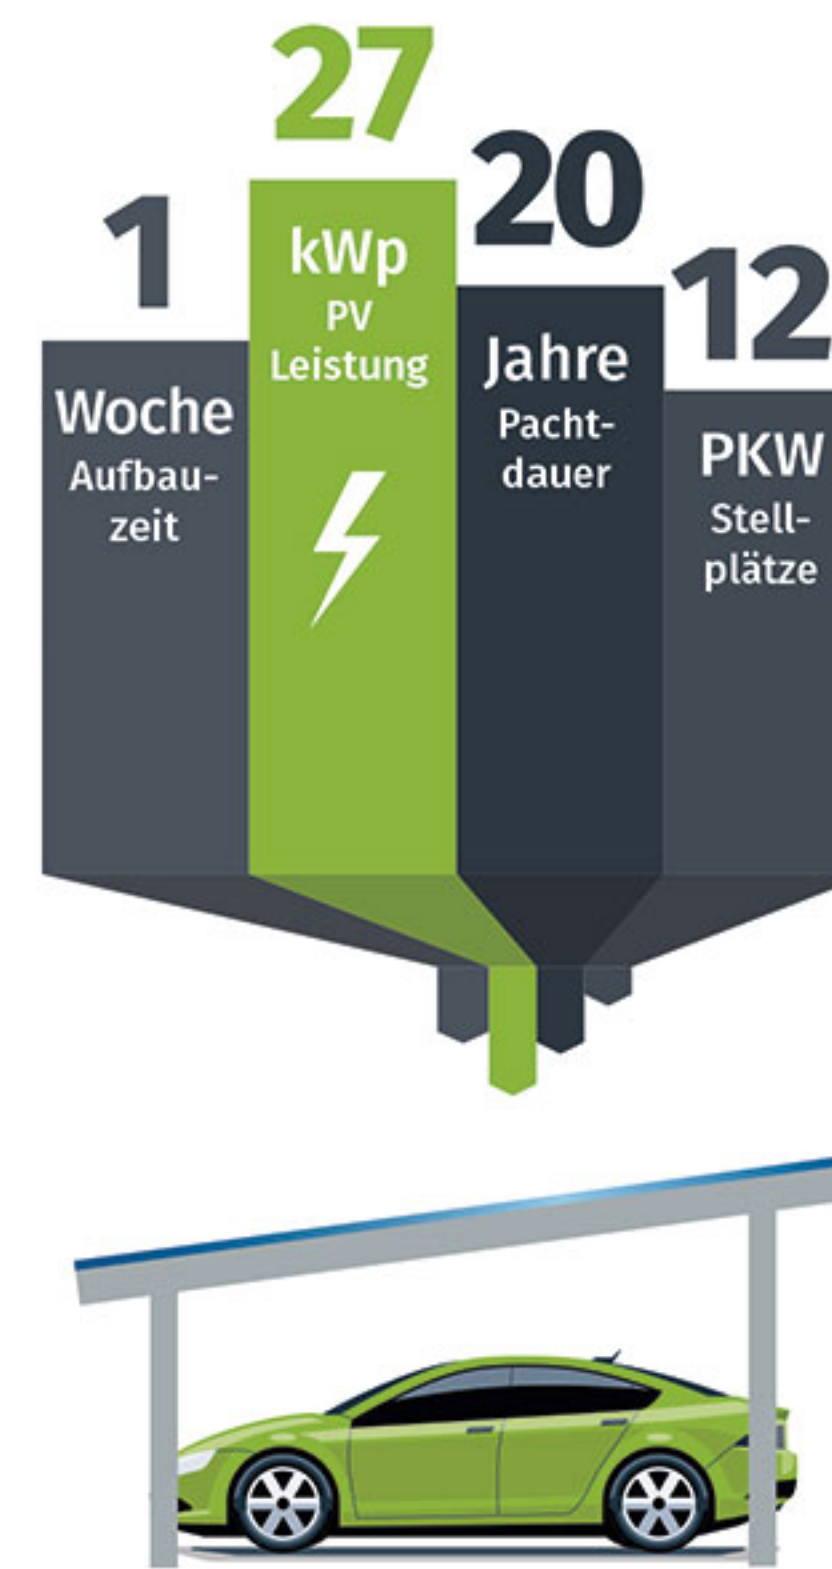 1
Woche
Aufbau-
zeit
27
kWp
PV
Leistung
20
Jahre
Pacht-
dauer
12
PKW
Stell-
plätze